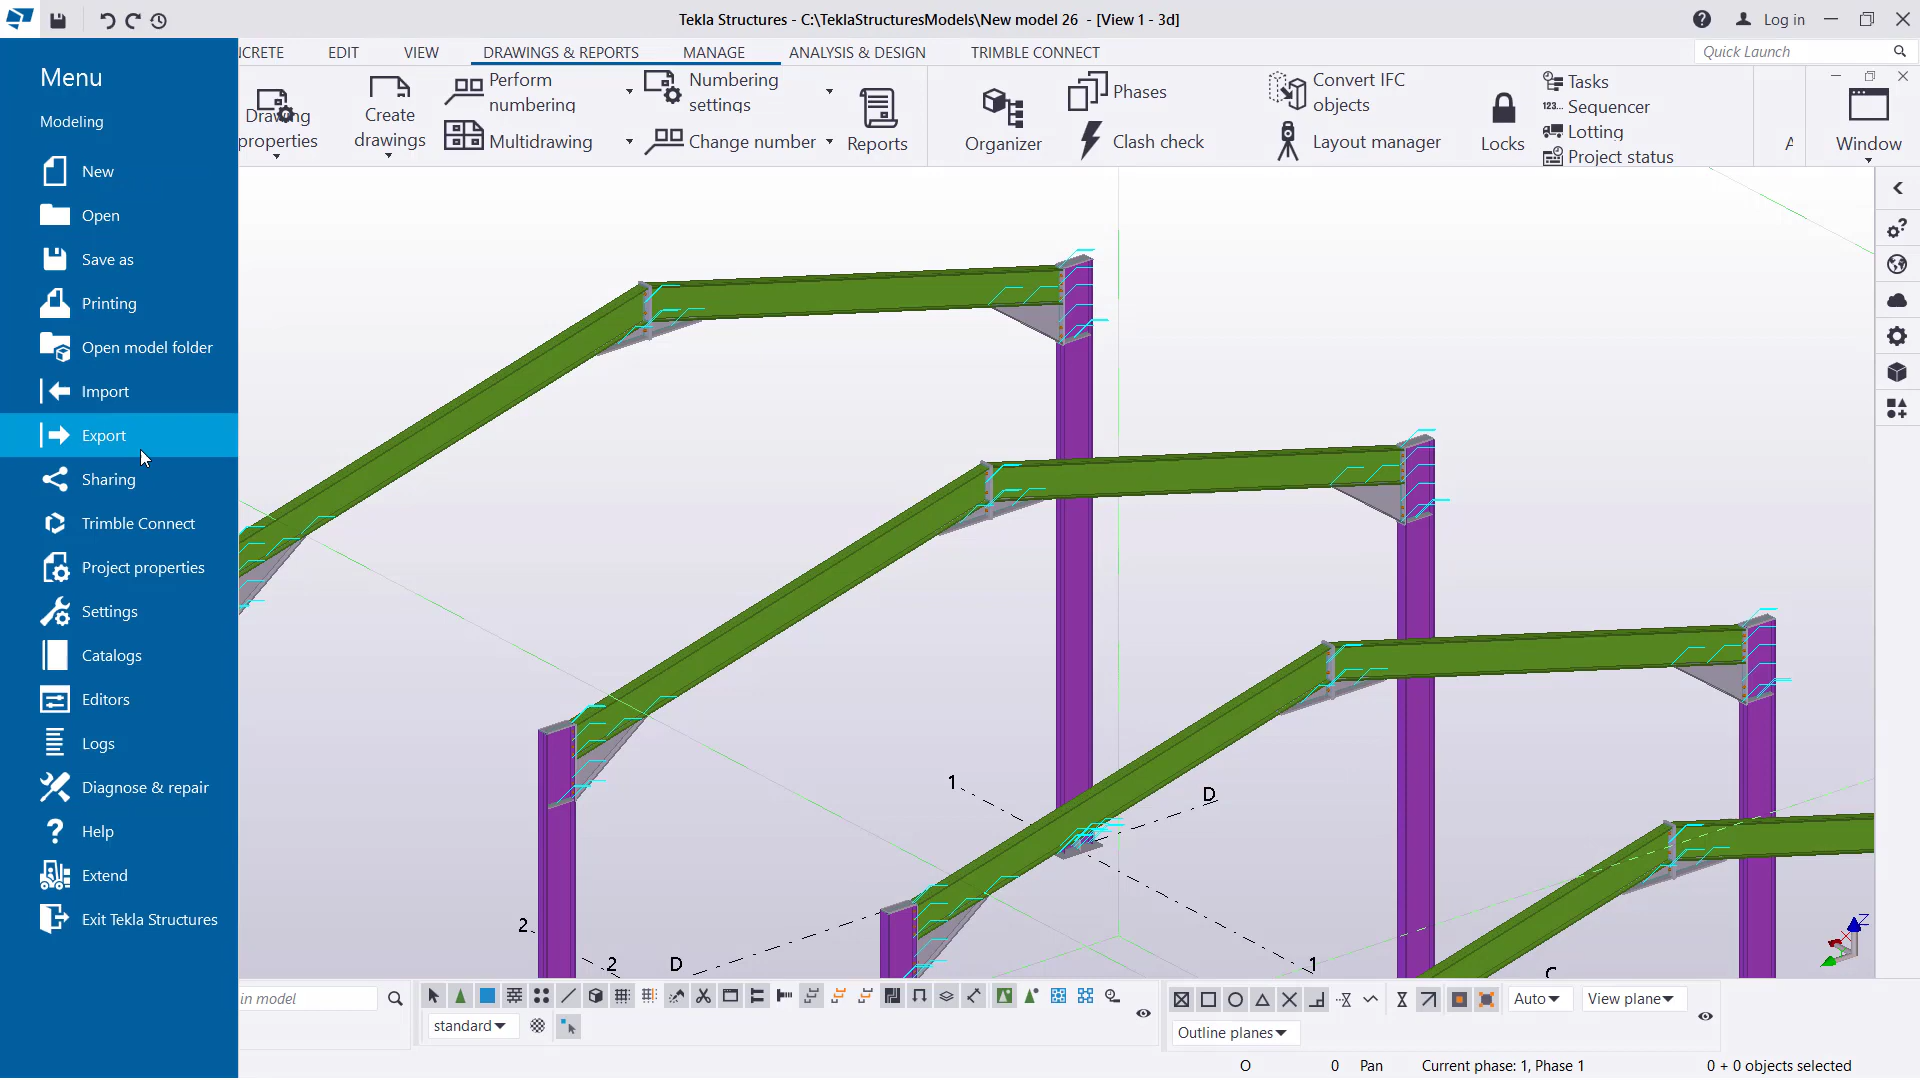 Tekla Structures - C:\TeklaStructuresModels\New model 26 - [View 1 - 3d]
Log in
CRETE
EDIT
VIEW
DRAWINGS & REPORTS
MANAGE
ANALYSIS & DESIGN
TRIMBLE CONNECT
Quick Launch
Menu
Modeling
New
Open
Save as
Printing
Open model folder
Import
Export
Sharing
Trimble Connect
Project properties
Settings
Catalogs
Editors
Logs
Diagnose & repair
Help
Extend
Exit Tekla Structures
Drawing
properties
Create
drawings
Perform
numbering
Multidrawing
Numbering
settings
Change number
Reports
Organizer
Phases
Clash check
Convert IFC
objects
Layout manager
Locks
Tasks
123... Sequencer
Lotting
Project status
A
Window
1
D
2
2
D
1
C
Z
in model
standard
Auto
View plane
Outline planes
O
0
Pan
Current phase: 1, Phase 1
0 + 0 objects selected